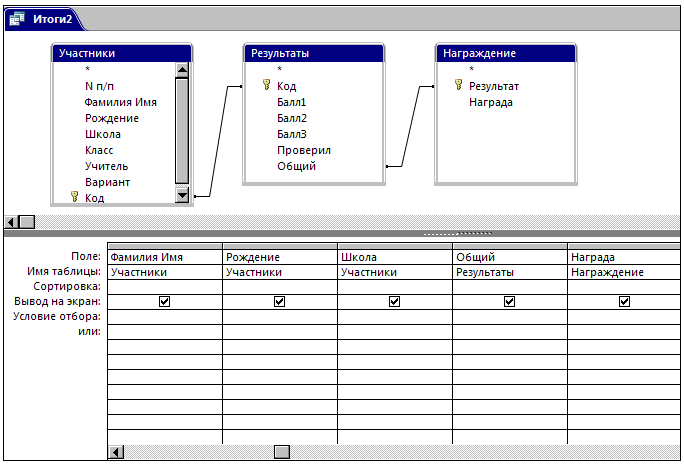 Итоги2
Участники
*
N п/п
Фамилия Имя
Рождение
Школа
Класс
Учитель
Вариант
Код
Результаты
*
Код
Балл1
Балл2
Балл3
Проверил
Общий
Награждение
*
Результат
Награда
Поле: Фамилия Имя Рождение Школа Общий Награда
Имя таблицы: Участники Участники Участники Результаты Награждение
Сортировка:
Вывод на экран:
Условие отбора:
или: